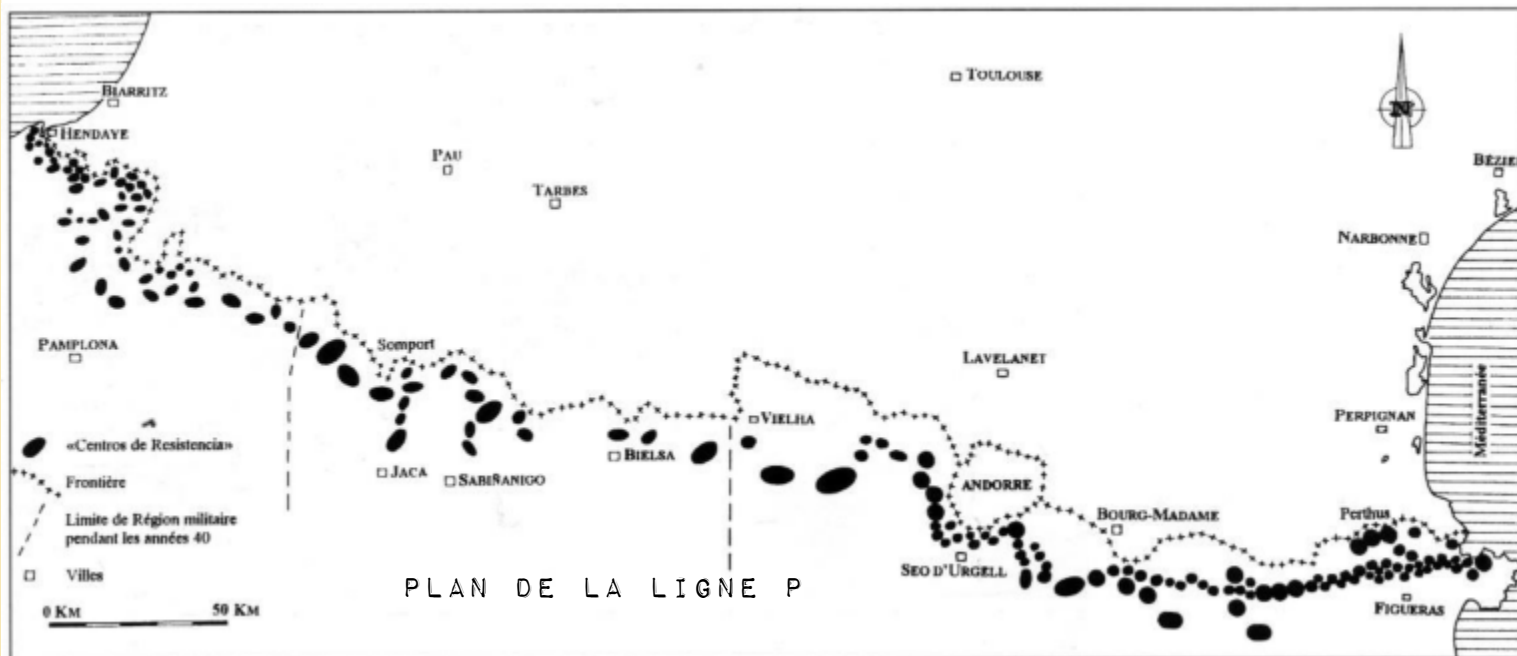 BIARRITZ
HENDAYE
PAU
TARBES
TOULOUSE
N
BÉZIE
NARBONNE
PAMPLONA
Somport
LAVELANET
PERPIGNAN
Méditerranée
VIELHA
«Centros de Resistencia»
BIELSA
JACA
SABIÑANIGO
Frontière
ANDORRE
BOURG-MADAME
Perthus
Limite de Région militaire
pendant les années 40
SEO D'URGELL
Villes
PLAN DE LA LIGNE P
FIGUERAS
0 KM 50 KM